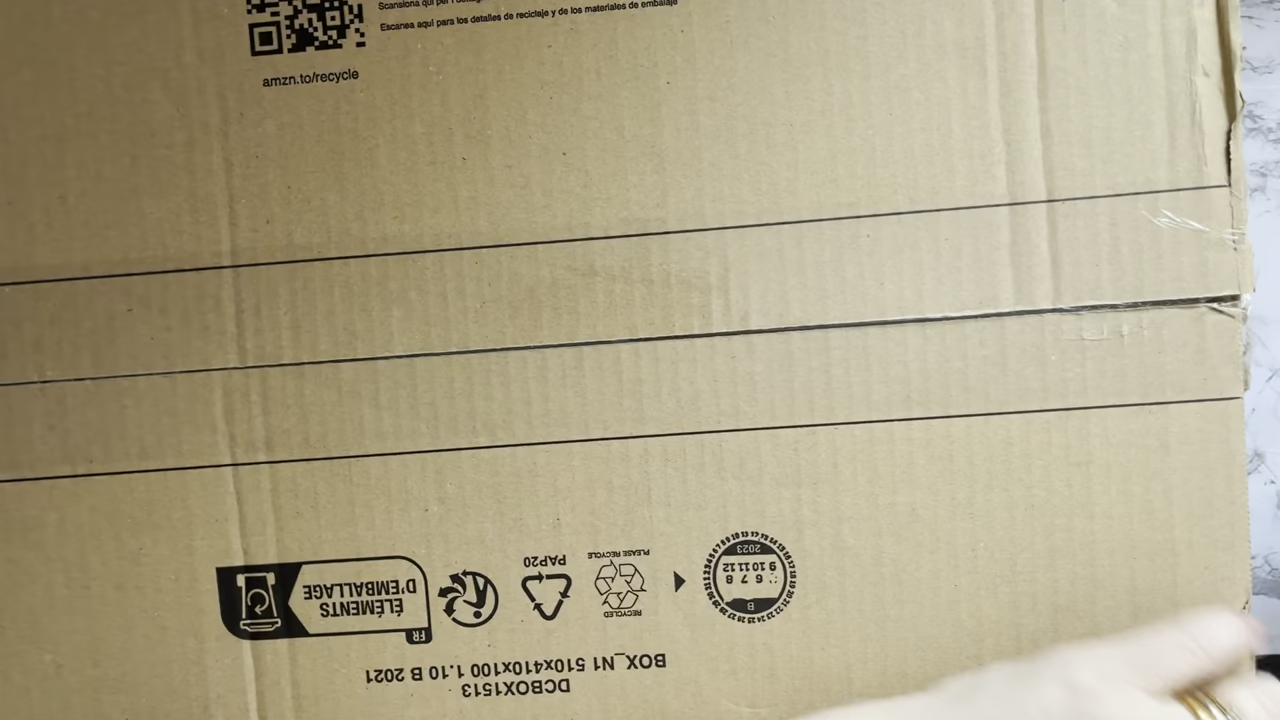 Scansiona qui per i
Escanea aquí para los detalles de reciclaje y de los materiales de embalaje
amzn.to/recycle
DCBOX1513
BOX_N1 510x410x100 1.10 B 2021
FR
ÉLÉMENTS
D'EMBALLAGE
PAP20
RECYCLED
PLEASE RECYCLE
B
6 7 8
9 10 11 12
2023